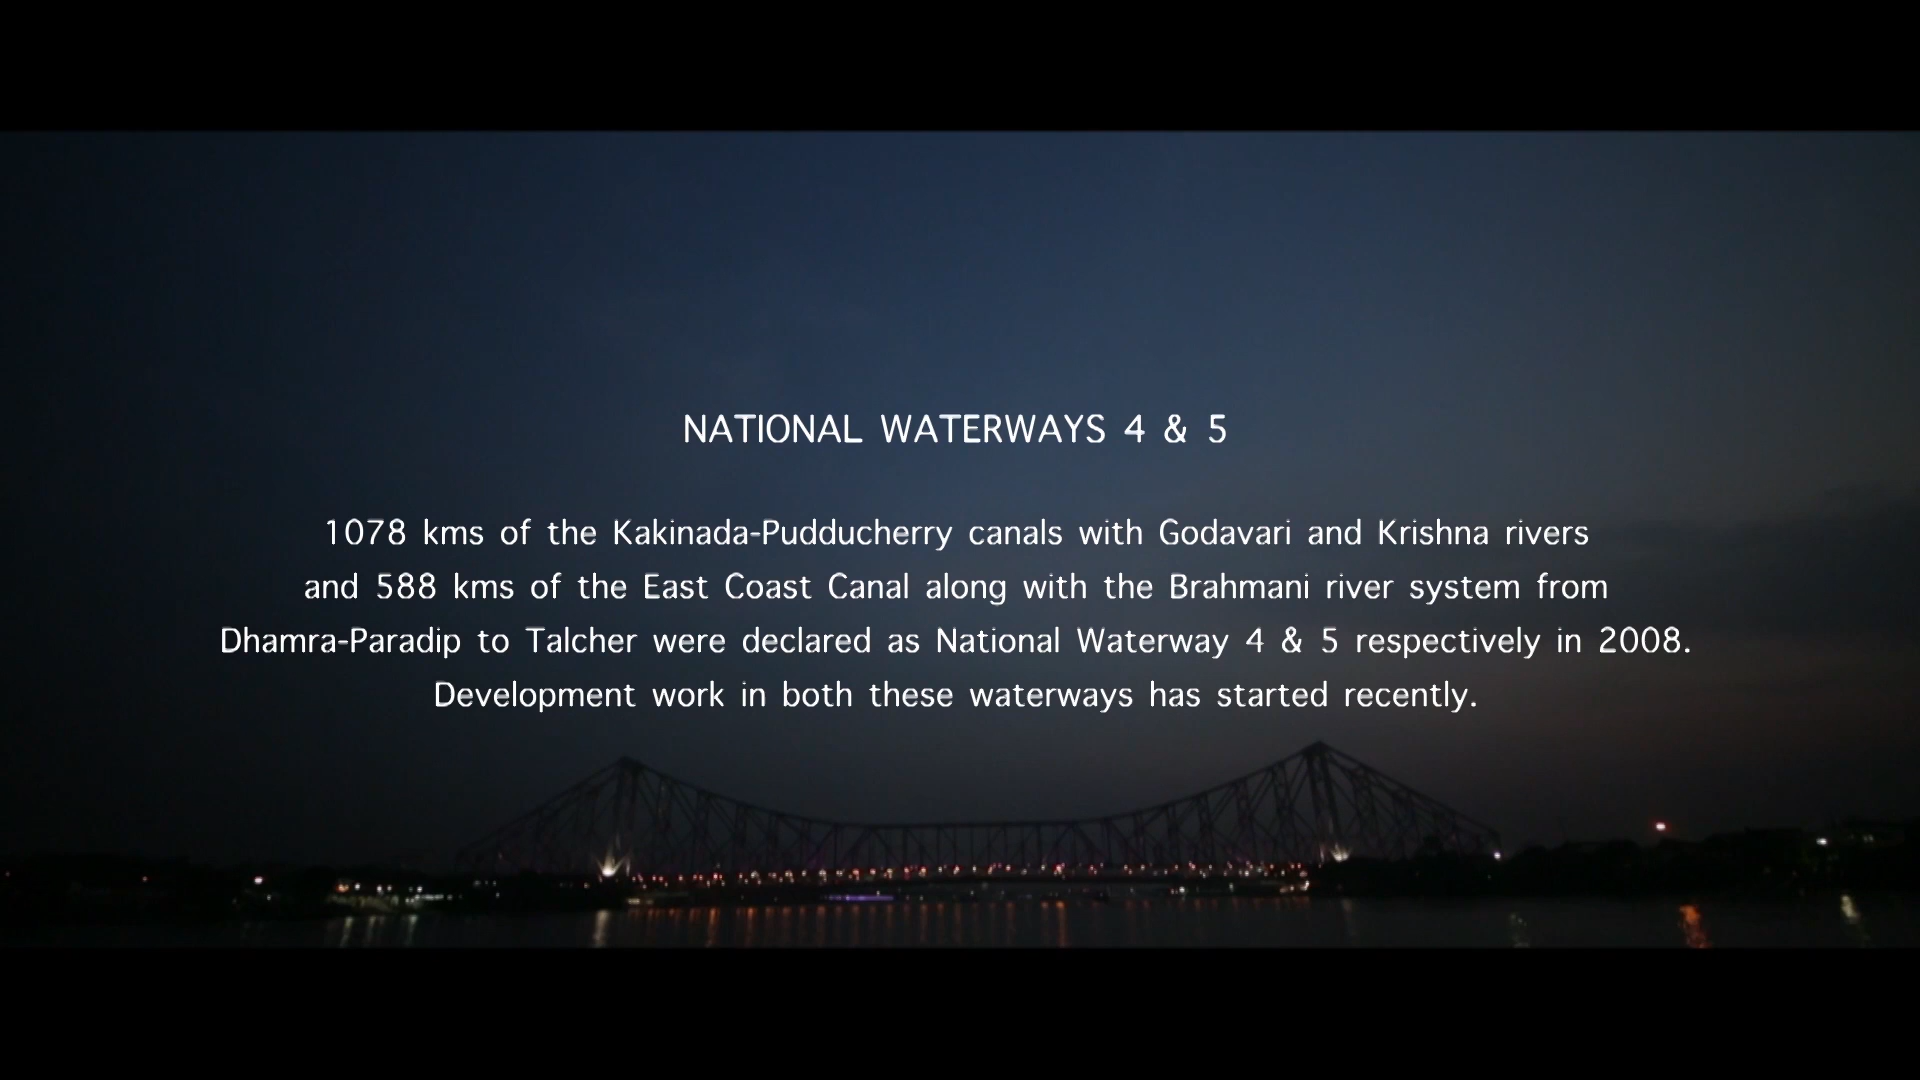 NATIONAL WATERWAYS 4 & 5
1078 kms of the Kakinada-Pudducherry canals with Godavari and Krishna rivers
and 588 kms of the East Coast Canal along with the Brahmani river system from
Dhamra-Paradip to Talcher were declared as National Waterway 4 & 5 respectively in 2008.
Development work in both these waterways has started recently.